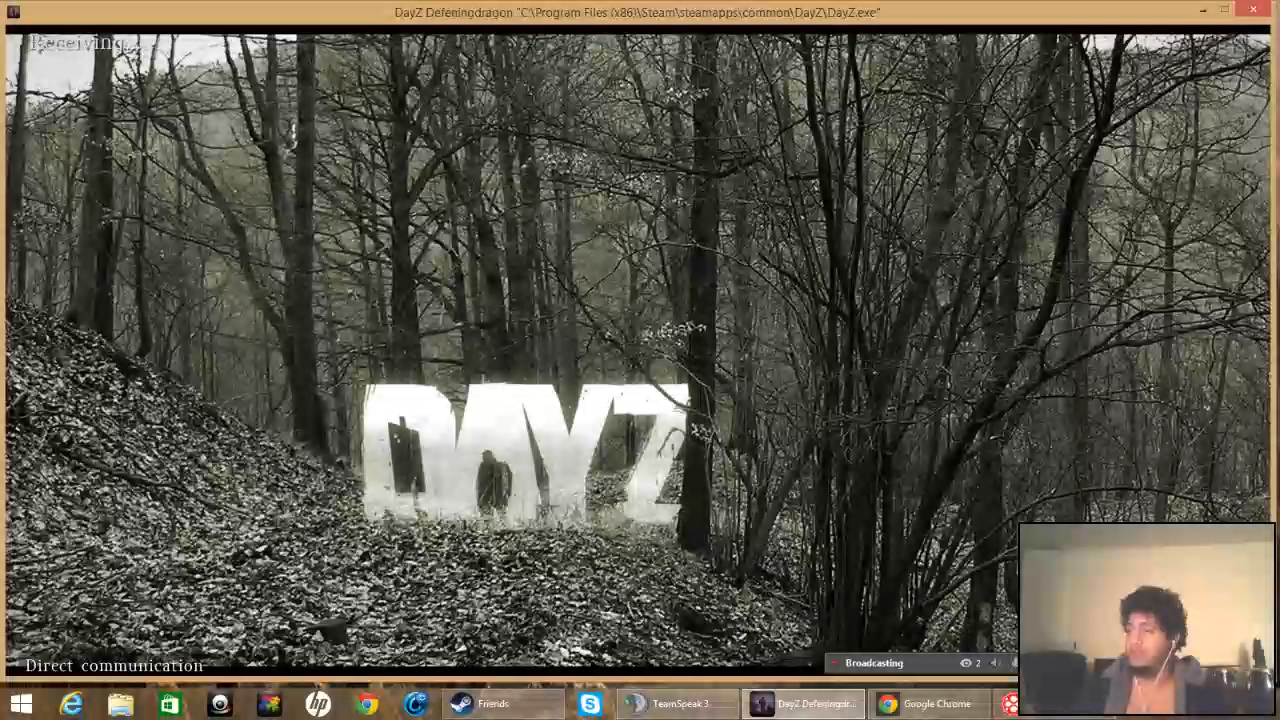 DayZ Defeningdragon "C:\Program Files (x86)\Steam\steamapps\common\DayZ\DayZ.exe"
Receiving...
DAYZ
Direct communication
Broadcasting 2
Friends
TeamSpeak 3
DayZ Defeningdr...
Google Chrome